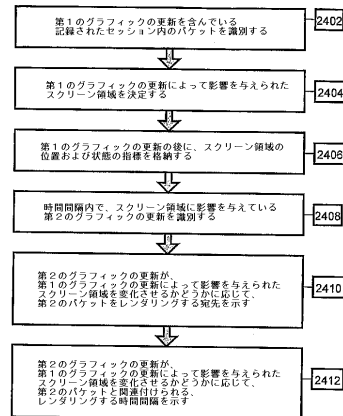 第1のグラフィックの更新を含んでいる
記録されたセッション内のパケットを識別する
2402
第1のグラフィックの更新によって影響を与えられた
スクリーン領域を決定する
2404
第1のグラフィックの更新の後に、スクリーン領域の
位置および状態の指標を格納する
2406
時間間隔内で、スクリーン領域に影響を与えている
第2のグラフィックの更新を識別する
2408
第2のグラフィックの更新が、
第1のグラフィックの更新によって影響を与えられた
スクリーン領域を変化させるかどうかに応じて、
第2のパケットをレンダリングする宛先を示す
2410
第2のグラフィックの更新が、
第1のグラフィックの更新によって影響を与えられた
スクリーン領域を変化させるかどうかに応じて、
第2のパケットと関連付けられる、
レンダリングする時間間隔を示す
2412